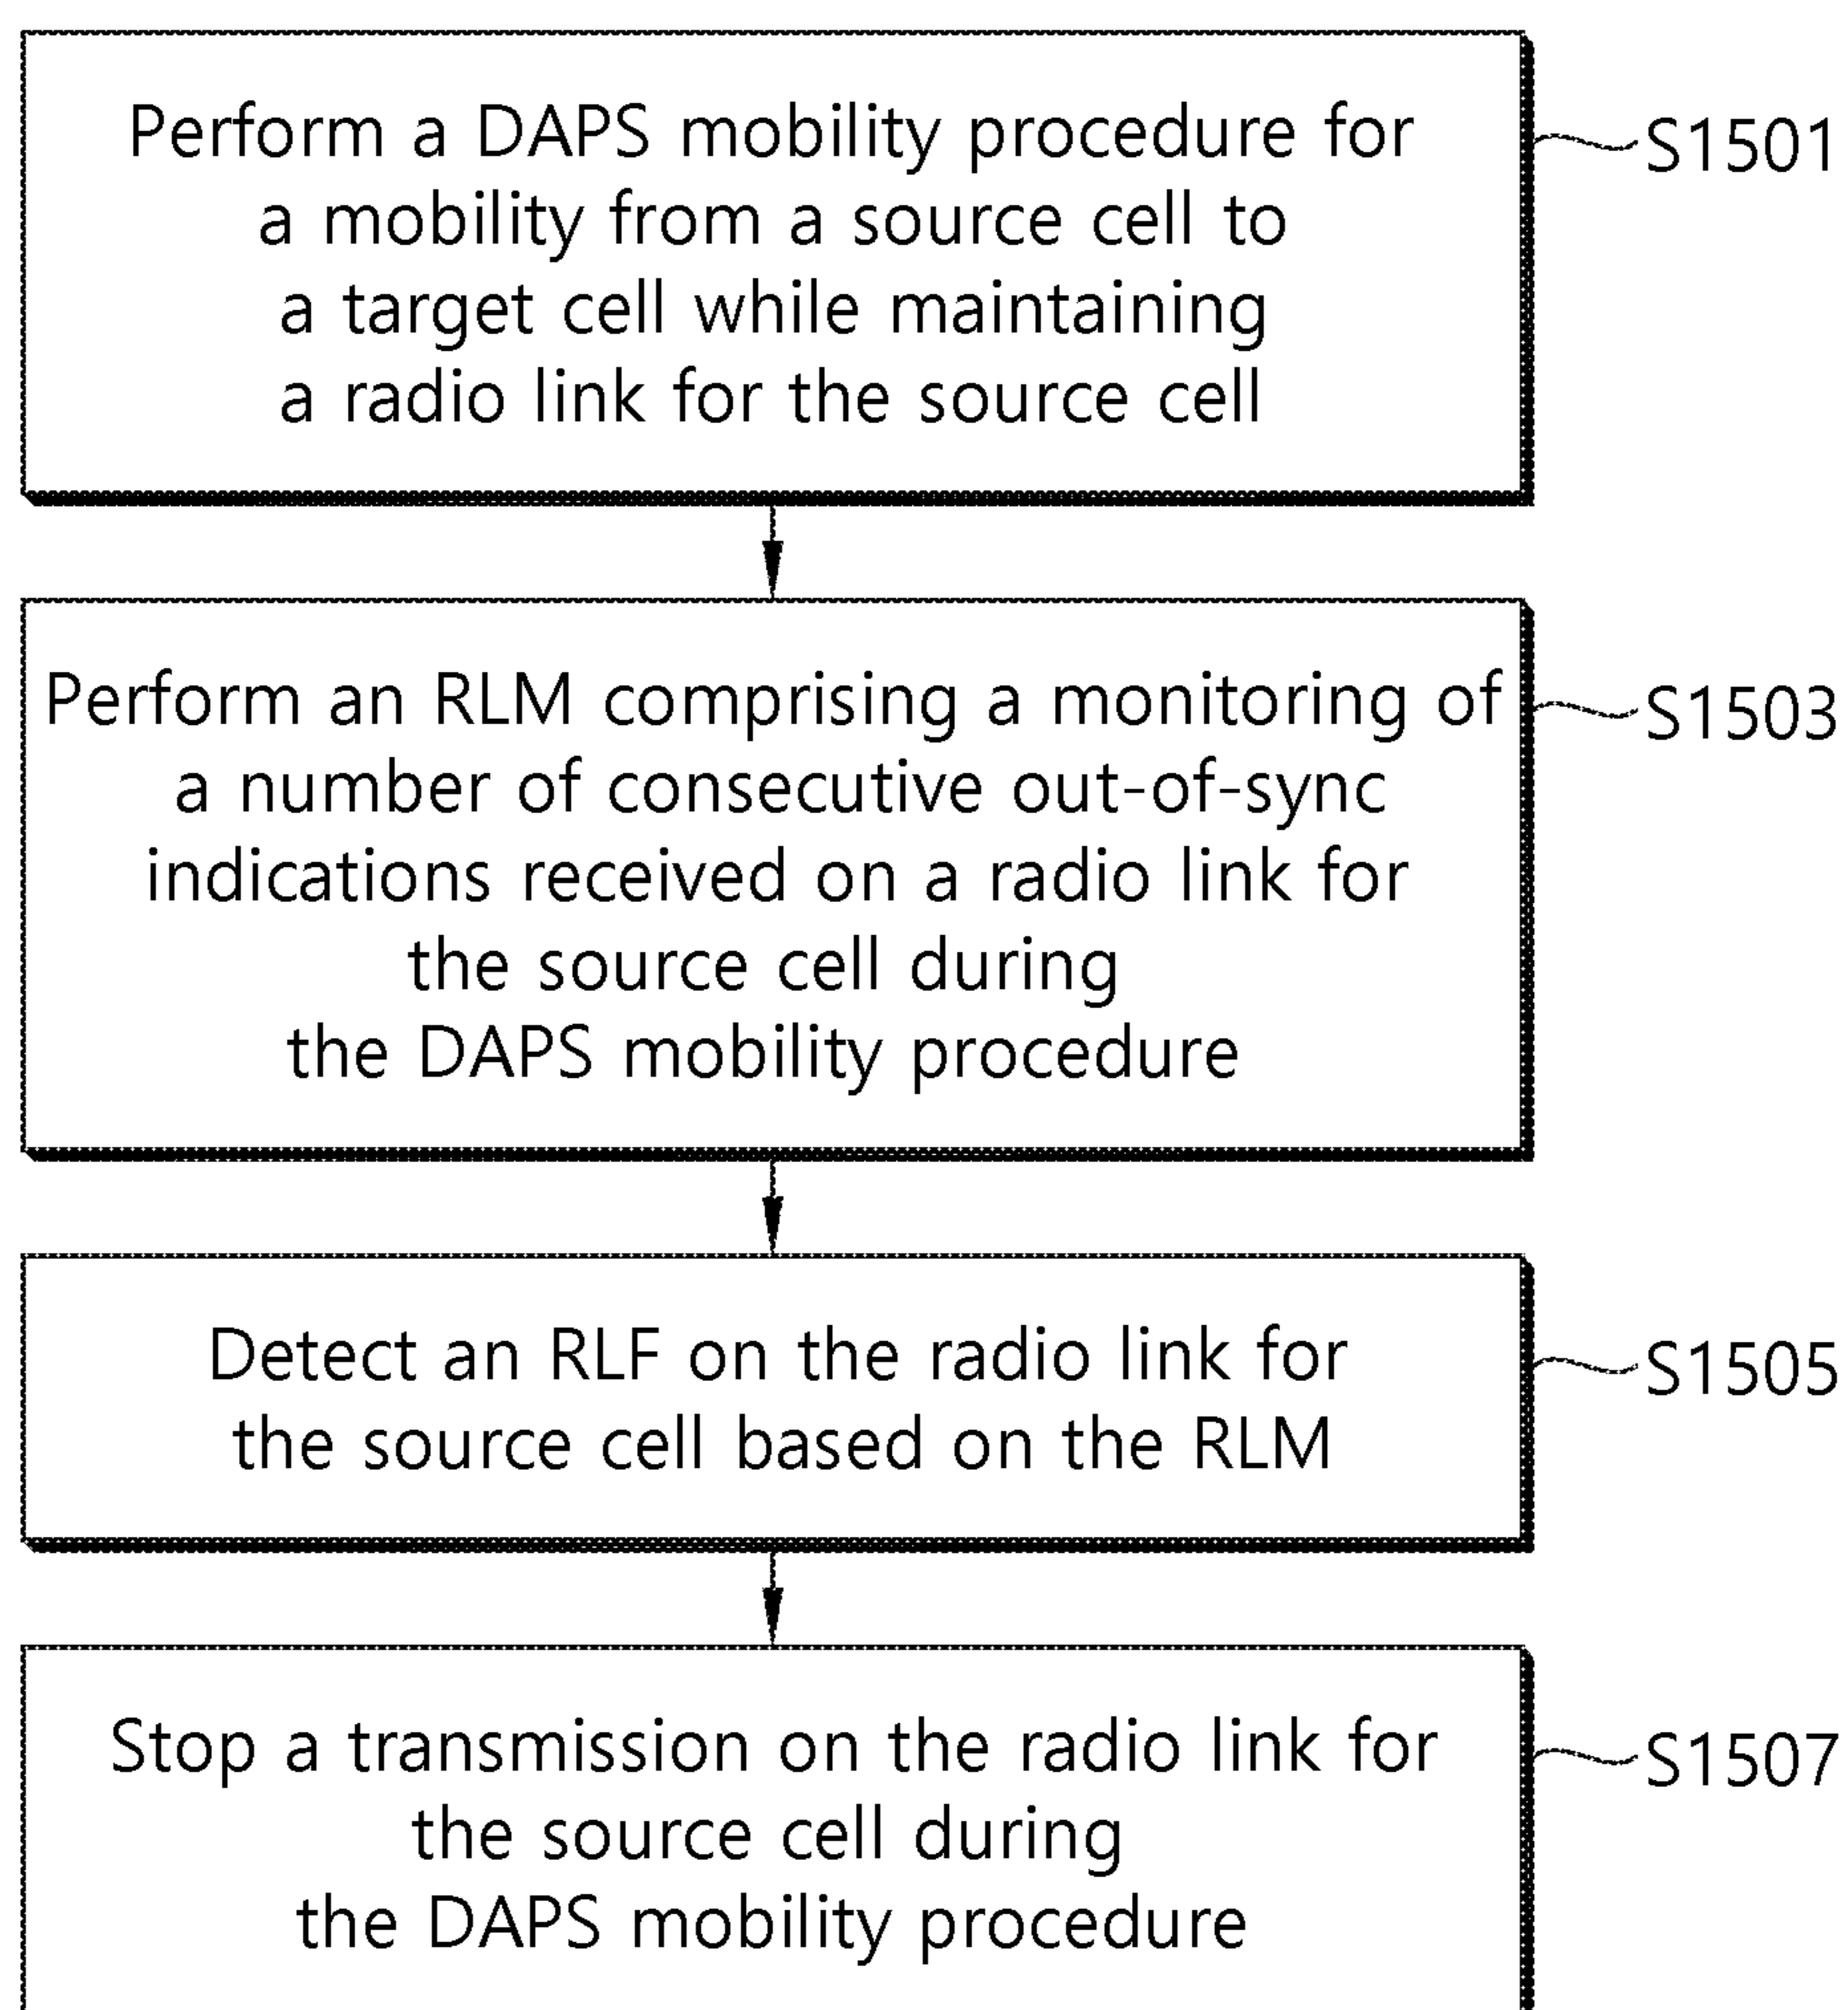 Perform a DAPS mobility procedure for
a mobility from a source cell to
a target cell while maintaining
a radio link for the source cell
S1501
Perform an RLM comprising a monitoring of
a number of consecutive out-of-sync
indications received on a radio link for
the source cell during
the DAPS mobility procedure
S1503
Detect an RLF on the radio link for
the source cell based on the RLM
S1505
Stop a transmission on the radio link for
the source cell during
the DAPS mobility procedure
S1507